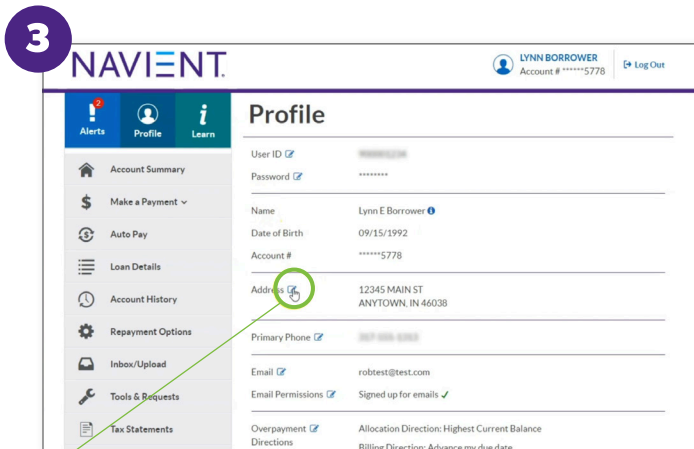 3
NAVIENT
LYNN BORROWER
Account # ******5778
Log Out
2
Alerts
Profile
Learn
Profile
User ID
Password ********
Account Summary
Make a Payment
Auto Pay
Loan Details
Account History
Repayment Options
Inbox/Upload
Tools & Requests
Tax Statements
Name Lynn E Borrower
Date of Birth 09/15/1992
Account # ******5778
Address 12345 MAIN ST
ANYTOWN, IN 46038
Primary Phone
Email robtest@test.com
Email Permissions Signed up for emails ✓
Overpayment Allocation Direction: Highest Current Balance
Directions
Billing Direction: Advance my due date